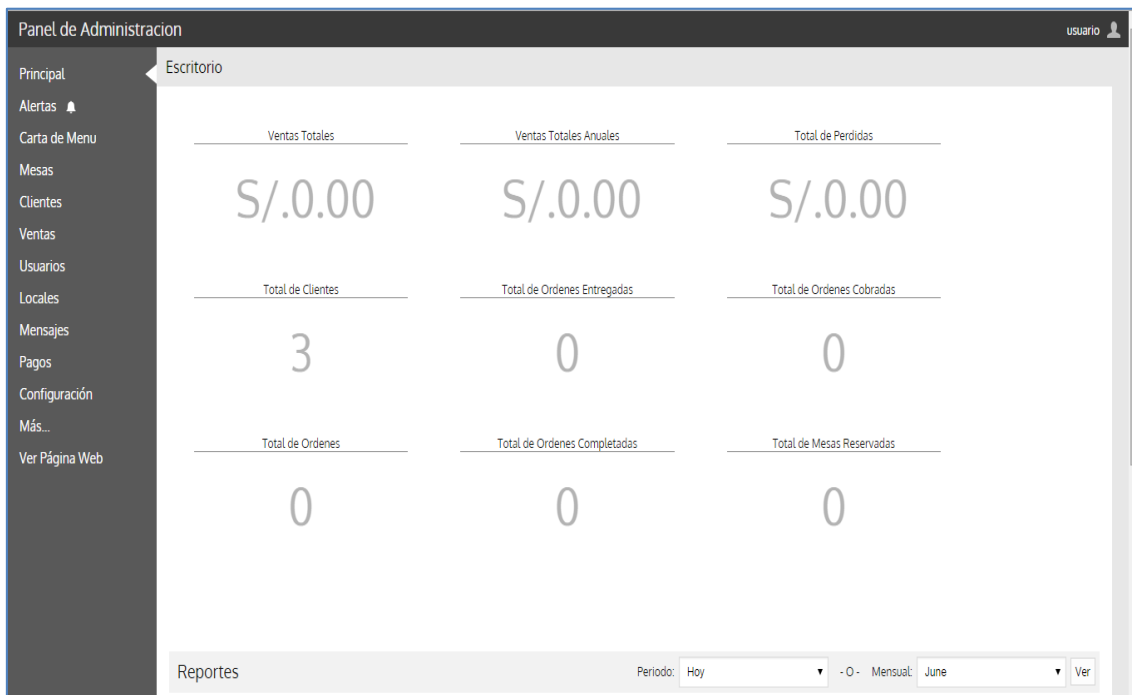 Panel de Administracion
usuario
Principal
Escritorio
Alertas
Carta de Menu
Mesas
Clientes
Ventas
Usuarios
Locales
Mensajes
Pagos
Configuración
Más...
Ver Página Web
Ventas Totales
Ventas Totales Anuales
Total de Perdidas
S/.0.00
S/.0.00
S/.0.00
Total de Clientes
Total de Ordenes Entregadas
Total de Ordenes Cobradas
3
0
0
Total de Ordenes
Total de Ordenes Completadas
Total de Mesas Reservadas
0
0
0
Reportes
Periodo: Hoy - O - Mensual: June Ver